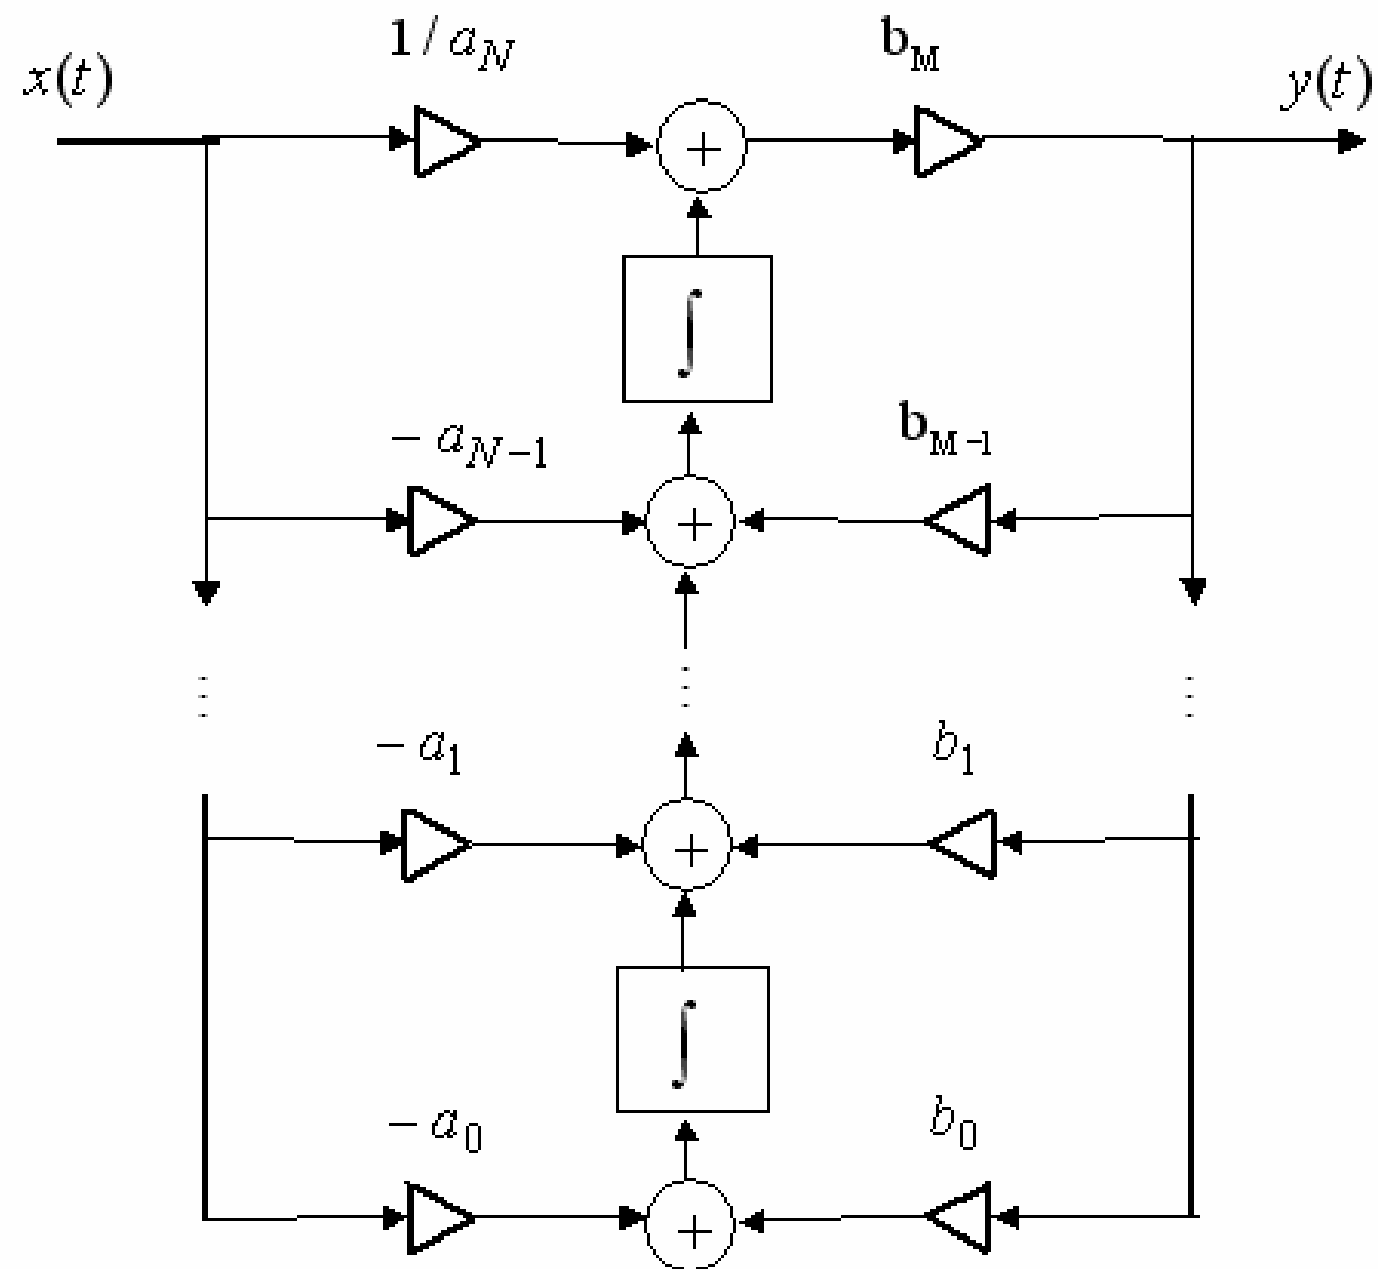 1 / a_N b_M
x(t) y(t)
+
∫
− a_{N−1} b_{M−1}
+
− a_1 b_1
+
∫
− a_0 b_0
+